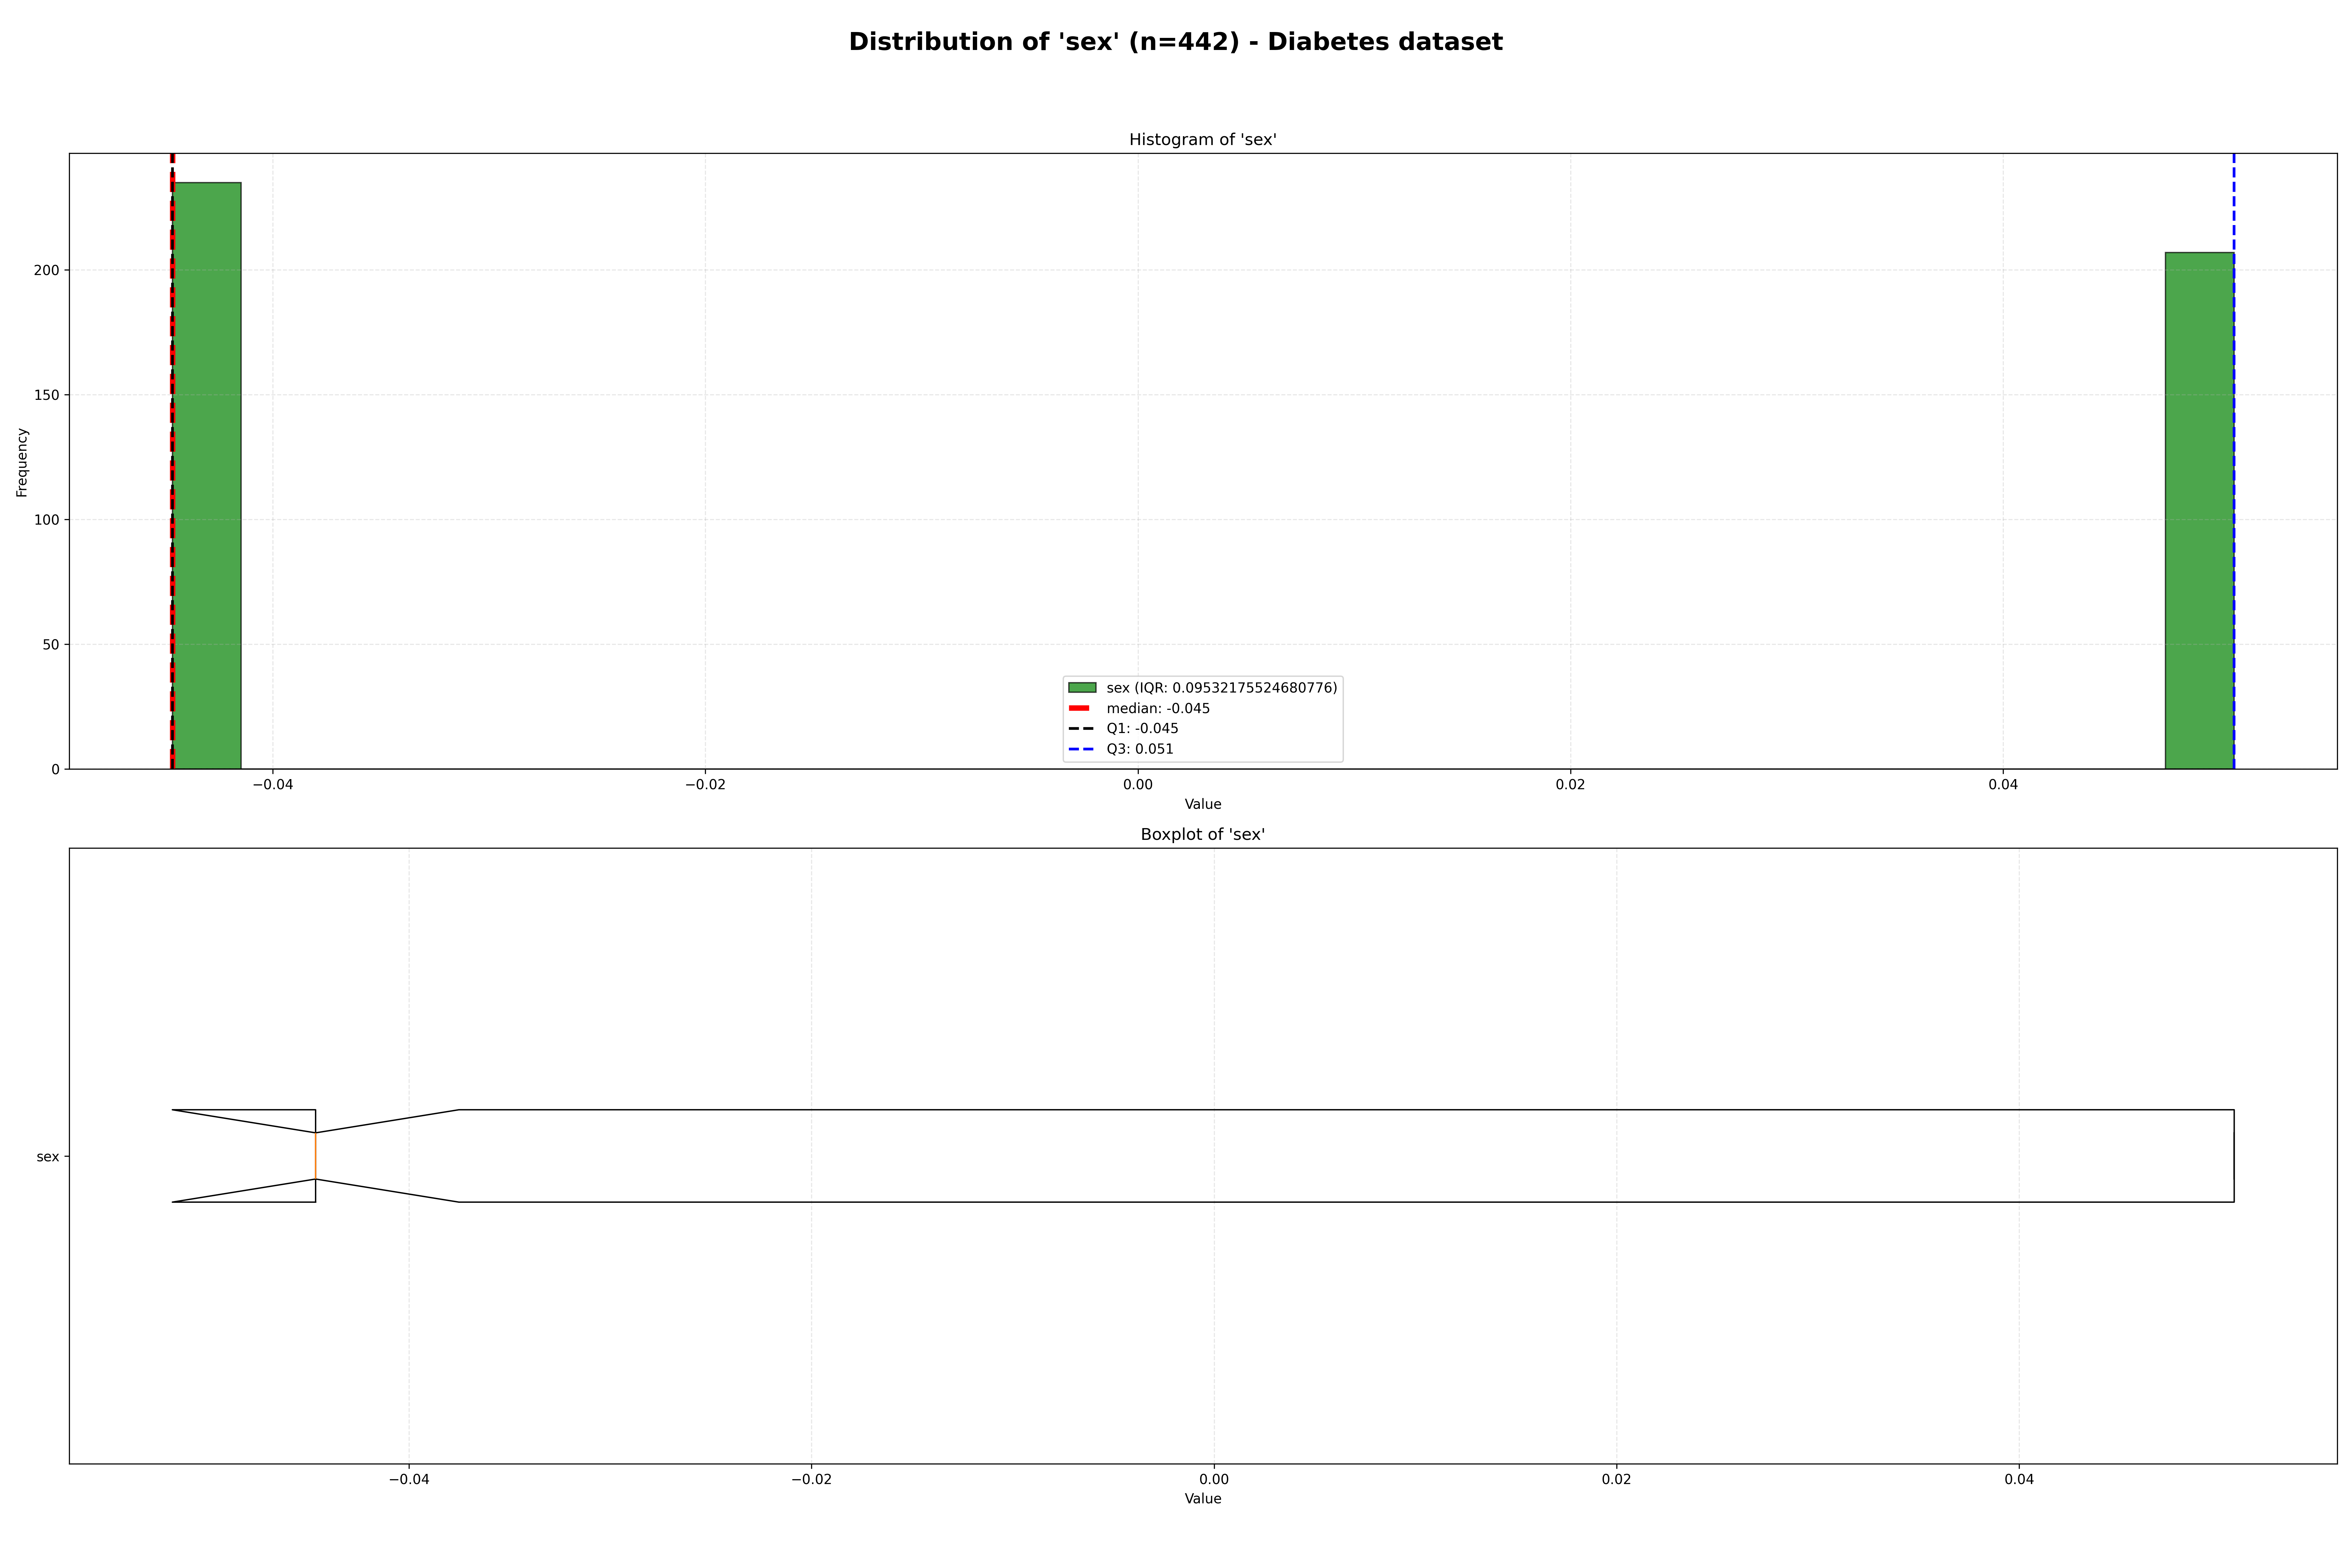 Distribution of 'sex' (n=442) - Diabetes dataset
Histogram of 'sex'
Frequency
200
150
100
50
0
sex (IQR: 0.09532175524680776)
median: -0.045
Q1: -0.045
Q3: 0.051
−0.04 −0.02 0.00 0.02 0.04
Value
Boxplot of 'sex'
sex
−0.04 −0.02 0.00 0.02 0.04
Value